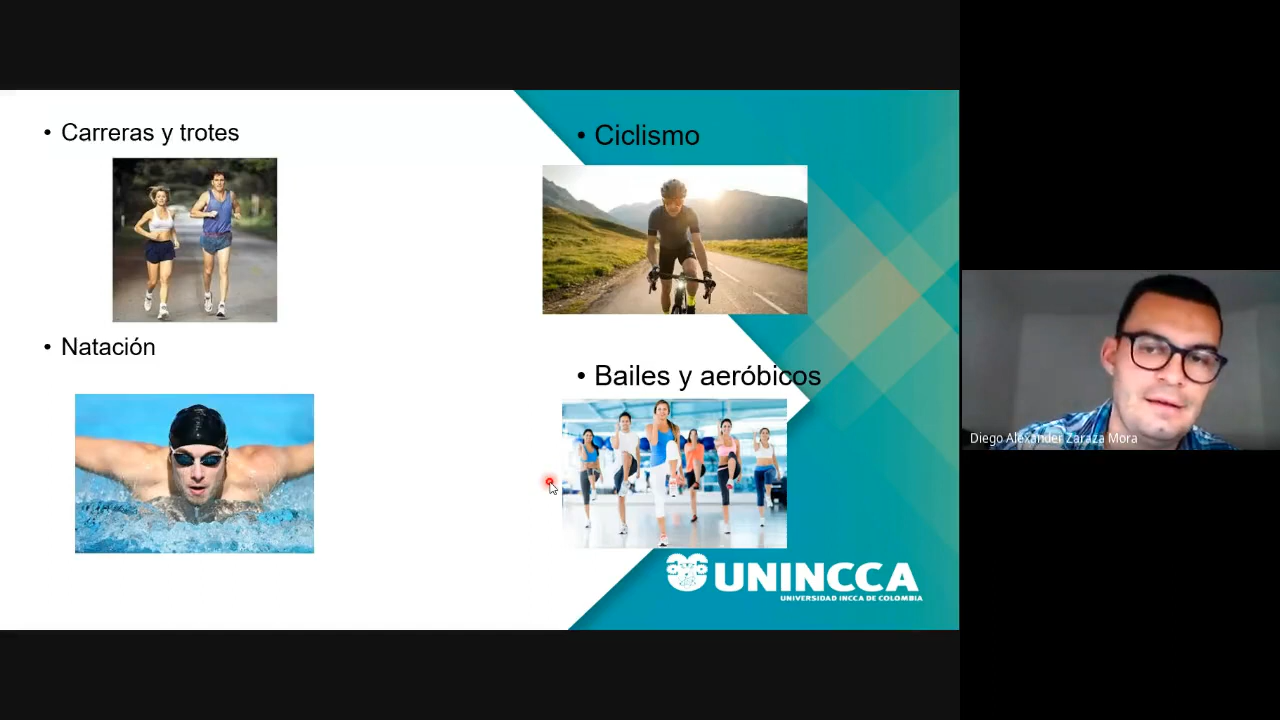 • Carreras y trotes
• Ciclismo
• Natación
• Bailes y aeróbicos
UNINCCA
UNIVERSIDAD INCCA DE COLOMBIA
Diego Alexander Zaraza Mora